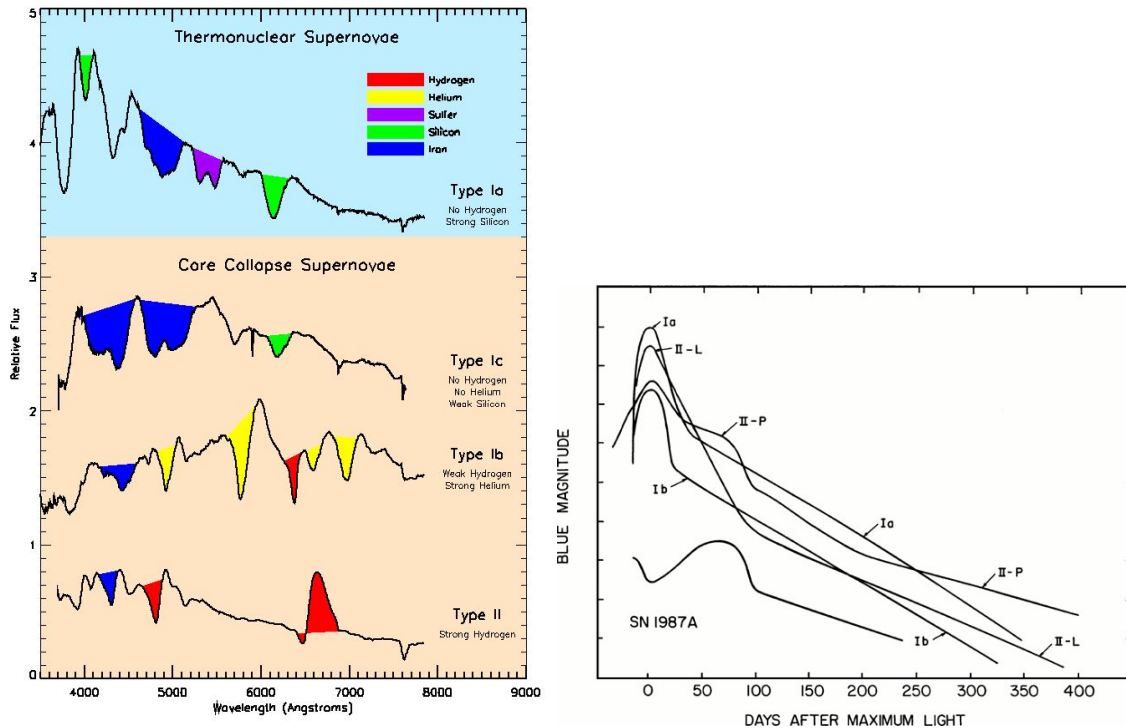 5
4
3
2
1
0
Relative Flux
Thermonuclear Supernovae
Hydrogen
Helium
Sulfer
Silicon
Iron
Type Ia
No Hydrogen
Strong Silicon
Core Collapse Supernovae
Type Ic
No Hydrogen
No Helium
Weak Silicon
Type Ib
Weak Hydrogen
Strong Helium
Type II
Strong Hydrogen
4000 5000 6000 7000 8000 9000
Wavelength (Angstroms)
BLUE MAGNITUDE
Ia
II-L
II-P
Ib
Ia
II-P
SN 1987A
Ib
II-L
0 50 100 150 200 250 300 350 400
DAYS AFTER MAXIMUM LIGHT